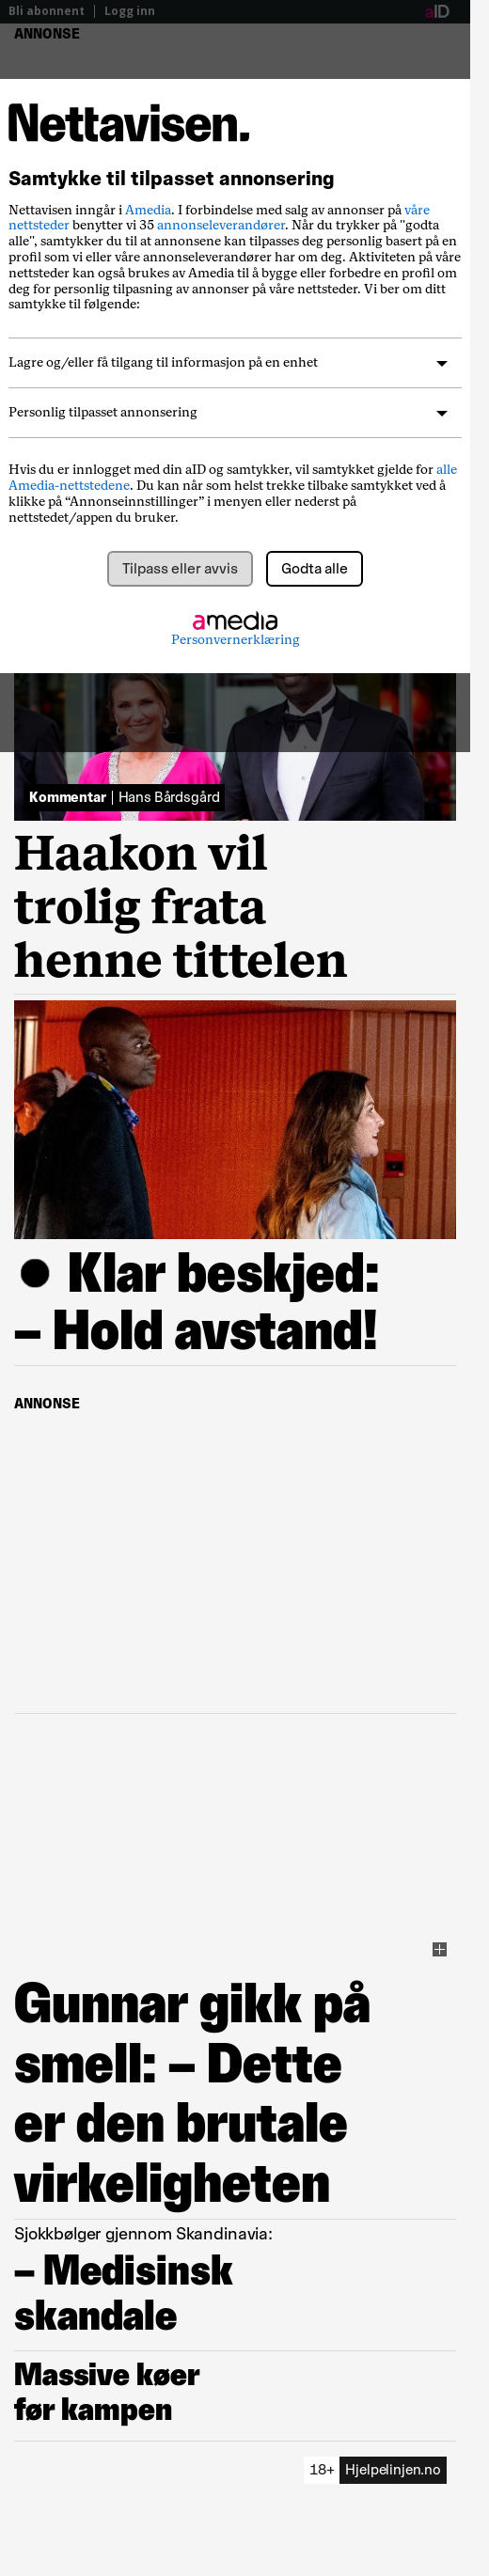 Bli abonnent | Logg inn aID
ANNONSE
Nettavisen.
Samtykke til tilpasset annonsering
Nettavisen inngår i Amedia. I forbindelse med salg av annonser på våre
nettsteder benytter vi 35 annonseleverandører. Når du trykker på "godta
alle", samtykker du til at annonsene kan tilpasses deg personlig basert på en
profil som vi eller våre annonseleverandører har om deg. Aktiviteten på våre
nettsteder kan også brukes av Amedia til å bygge eller forbedre en profil om
deg for personlig tilpasning av annonser på våre nettsteder. Vi ber om ditt
samtykke til følgende:
Lagre og/eller få tilgang til informasjon på en enhet
Personlig tilpasset annonsering
Hvis du er innlogget med din aID og samtykker, vil samtykket gjelde for alle
Amedia-nettstedene. Du kan når som helst trekke tilbake samtykket ved å
klikke på “Annonseinnstillinger” i menyen eller nederst på
nettstedet/appen du bruker.
Tilpass eller avvis Godta alle
amedia
Personvernerklæring
Kommentar | Hans Bårdsgård
Haakon vil
trolig frata
henne tittelen
● Klar beskjed:
– Hold avstand!
ANNONSE
Gunnar gikk på
smell: – Dette
er den brutale
virkeligheten
Sjokkbølger gjennom Skandinavia:
– Medisinsk
skandale
Massive køer
før kampen
18+ Hjelpelinjen.no